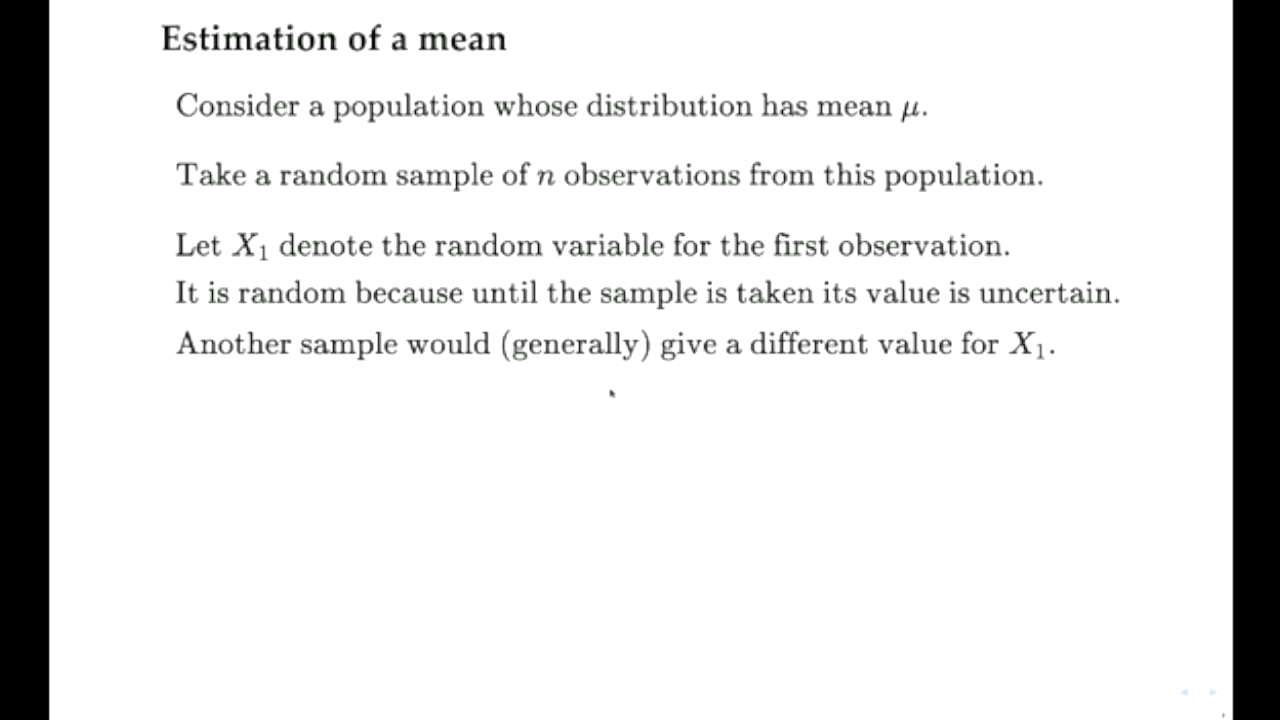 Estimation of a mean
Consider a population whose distribution has mean μ.
Take a random sample of n observations from this population.
Let X₁ denote the random variable for the first observation.
It is random because until the sample is taken its value is uncertain.
Another sample would (generally) give a different value for X₁.